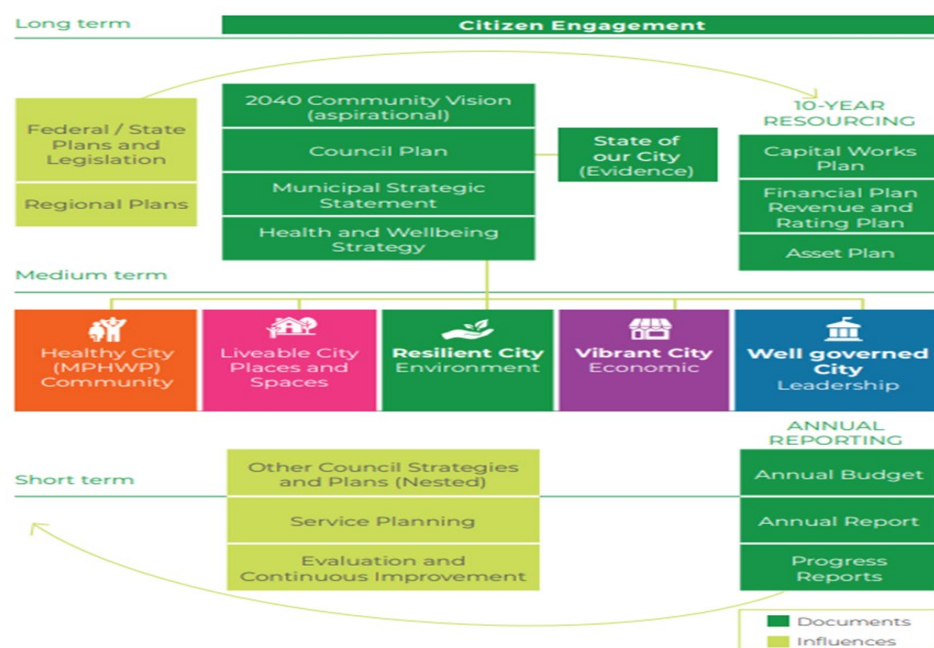 Long term
Citizen Engagement
Federal / State
Plans and
Legislation
Regional Plans
2040 Community Vision
(aspirational)
Council Plan
Municipal Strategic
Statement
Health and Wellbeing
Strategy
State of
our City
(Evidence)
10-YEAR
RESOURCING
Capital Works
Plan
Financial Plan
Revenue and
Rating Plan
Asset Plan
Medium term
Healthy City
(MPHWP)
Community
Liveable City
Places and
Spaces
Resilient City
Environment
Vibrant City
Economic
Well governed
City
Leadership
Short term
Other Council Strategies
and Plans (Nested)
Service Planning
Evaluation and
Continuous Improvement
ANNUAL
REPORTING
Annual Budget
Annual Report
Progress
Reports
Documents
Influences